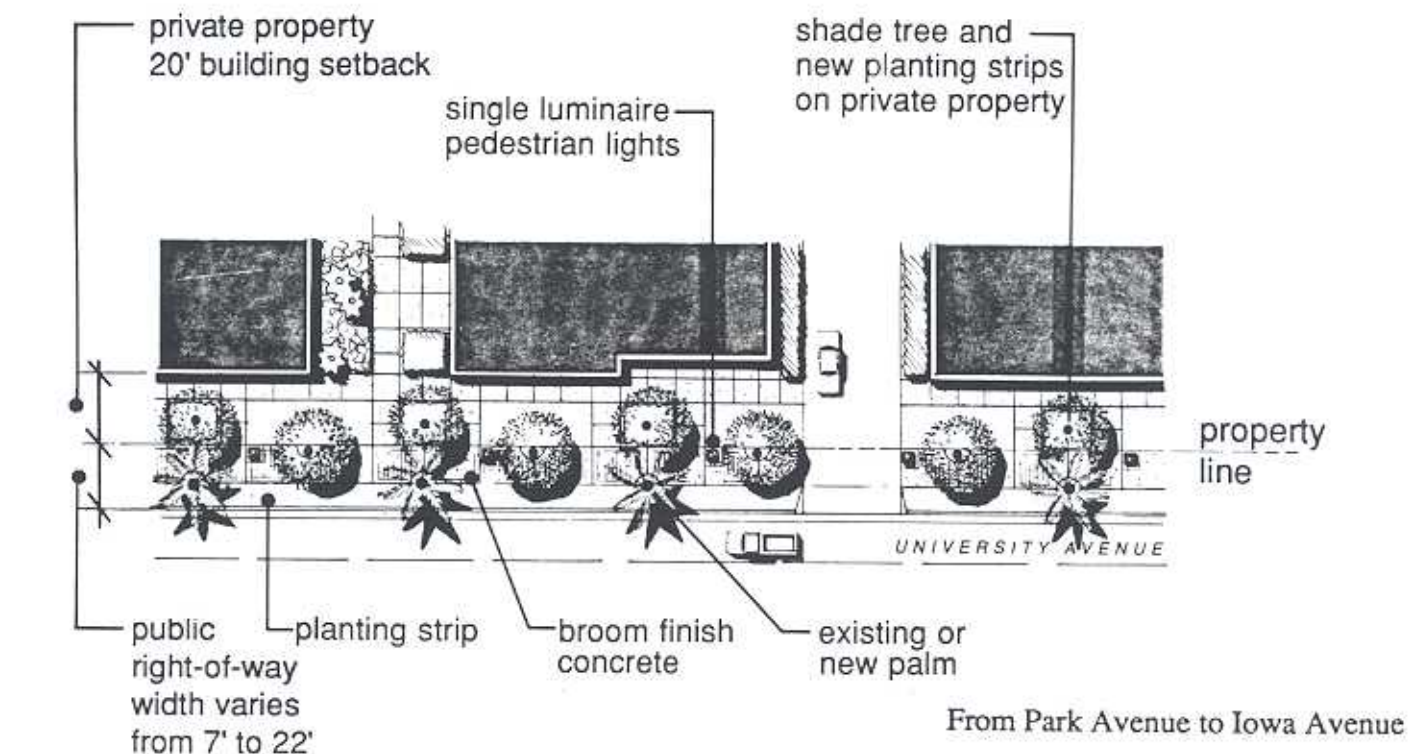 private property
20' building setback
shade tree and
new planting strips
on private property
single luminaire
pedestrian lights
property
line
UNIVERSITY AVENUE
public
right-of-way
width varies
from 7' to 22'
planting strip
broom finish
concrete
existing or
new palm
From Park Avenue to Iowa Avenue